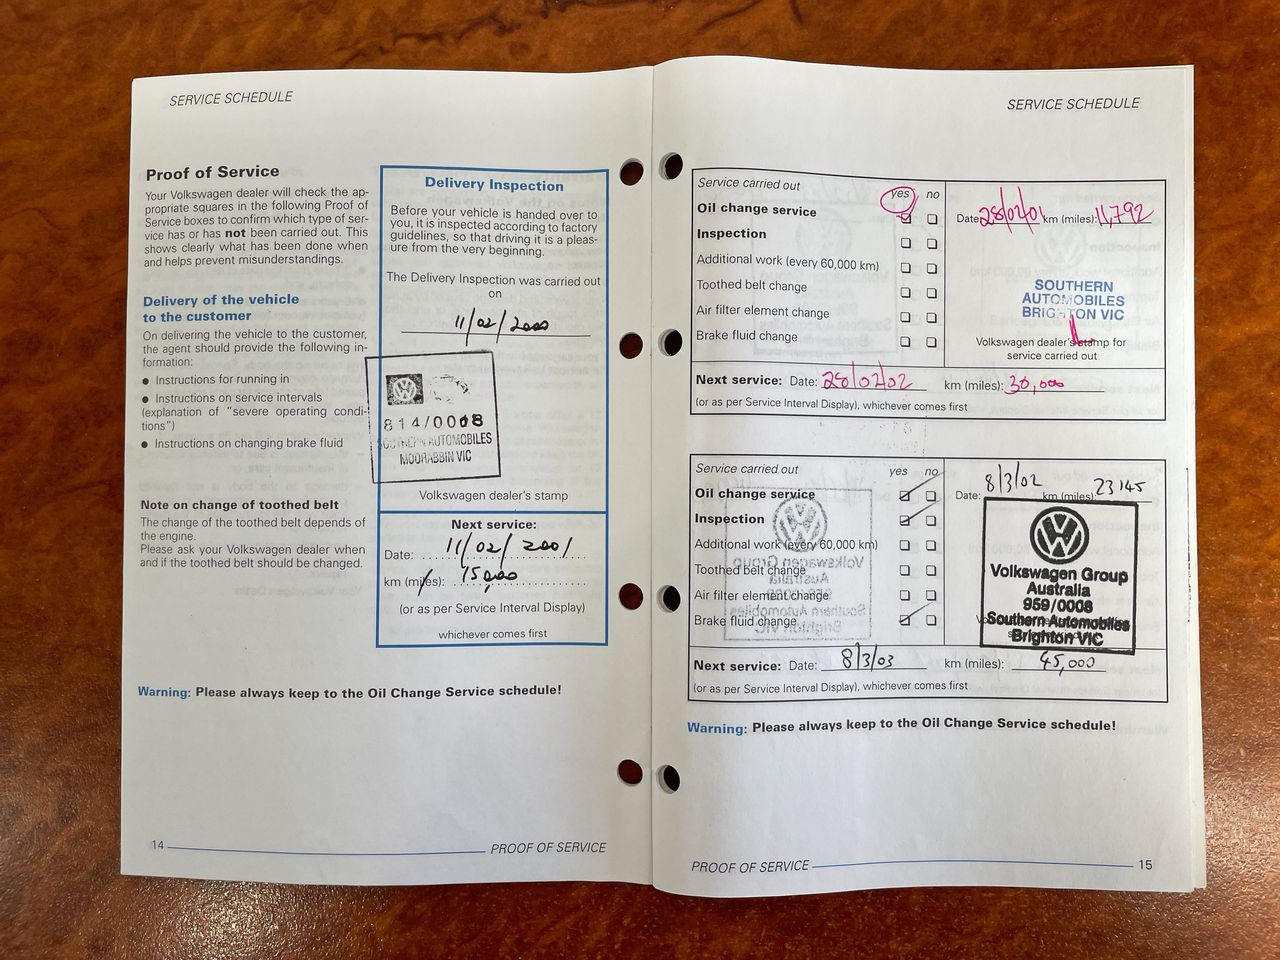 SERVICE SCHEDULE
Proof of Service
Your Volkswagen dealer will check the ap-
propriate squares in the following Proof of
Service boxes to confirm which type of ser-
vice has or has not been carried out. This
shows clearly what has been done when
and helps prevent misunderstandings.
Delivery of the vehicle
to the customer
On delivering the vehicle to the customer,
the agent should provide the following in-
formation:
● Instructions for running in
● Instructions on service intervals
(explanation of “severe operating condi-
tions”)
● Instructions on changing brake fluid
Note on change of toothed belt
The change of the toothed belt depends of
the engine.
Please ask your Volkswagen dealer when
and if the toothed belt should be changed.
Delivery Inspection
Before your vehicle is handed over to
you, it is inspected according to factory
guidelines, so that driving it is a pleas-
ure from the very beginning.
The Delivery Inspection was carried out
on
11/02/2000
814/0008
SOUTHERN AUTOMOBILES
MOORABBIN VIC
Volkswagen dealer's stamp
Next service:
Date: 11/02/2001
km (miles): 15,000
(or as per Service Interval Display)
whichever comes first
Warning: Please always keep to the Oil Change Service schedule!
14
PROOF OF SERVICE
SERVICE SCHEDULE
Service carried out yes no
Oil change service
Inspection
Additional work (every 60,000 km)
Toothed belt change
Air filter element change
Brake fluid change
Date: 28/02/01 km (miles): 11,792
SOUTHERN
AUTOMOBILES
BRIGHTON VIC
Volkswagen dealer's stamp for
service carried out
Next service: Date: 28/02/02 km (miles): 30,000
(or as per Service Interval Display), whichever comes first
Service carried out yes no
Oil change service
Inspection
Additional work (every 60,000 km)
Toothed belt change
Air filter element change
Brake fluid change
Date: 8/3/02 km (miles): 23145
Volkswagen Group
Australia
959/0008
Southern Automobiles
Brighton VIC
Next service: Date: 8/3/03 km (miles): 45,000
(or as per Service Interval Display), whichever comes first
Warning: Please always keep to the Oil Change Service schedule!
PROOF OF SERVICE
15